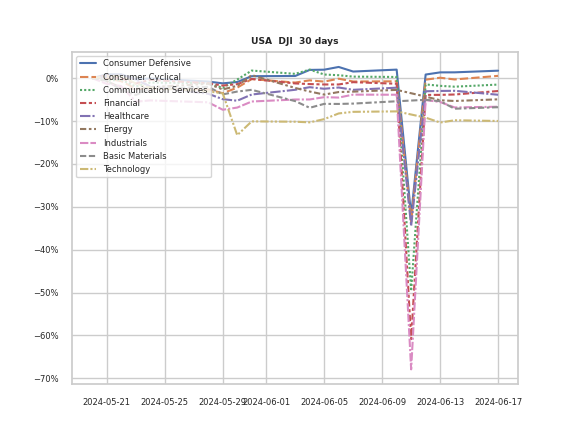 USA  DJI  30 days
Consumer Defensive
Consumer Cyclical
Communication Services
Financial
Healthcare
Energy
Industrials
Basic Materials
Technology
0%
−10%
−20%
−30%
−40%
−50%
−60%
−70%
2024-05-21
2024-05-25
2024-05-29
2024-06-01
2024-06-05
2024-06-09
2024-06-13
2024-06-17